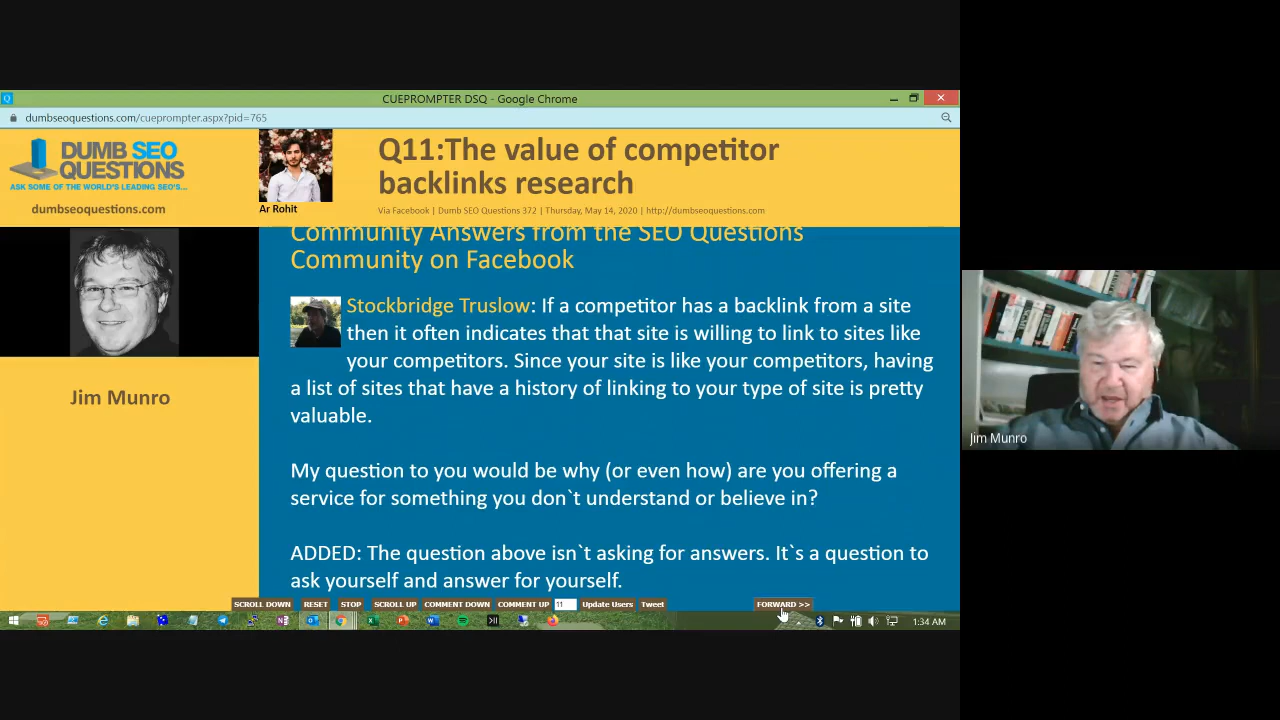 CUEPROMPTER DSQ - Google Chrome
dumbseoquestions.com/cueprompter.aspx?pid=765
DUMB SEO
QUESTIONS
ASK SOME OF THE WORLD'S LEADING SEO'S...
dumbseoquestions.com
Ar Rohit
Q11:The value of competitor
backlinks research
Via Facebook | Dumb SEO Questions 372 | Thursday, May 14, 2020 | http://dumbseoquestions.com
Jim Munro
Community Answers from the SEO Questions
Community on Facebook
Stockbridge Truslow: If a competitor has a backlink from a site
then it often indicates that that site is willing to link to sites like
your competitors. Since your site is like your competitors, having
a list of sites that have a history of linking to your type of site is pretty
valuable.
My question to you would be why (or even how) are you offering a
service for something you don`t understand or believe in?
ADDED: The question above isn`t asking for answers. It`s a question to
ask yourself and answer for yourself.
SCROLL DOWN RESET STOP SCROLL UP COMMENT DOWN COMMENT UP 11 Update Users Tweet FORWARD >>
1:34 AM
Jim Munro